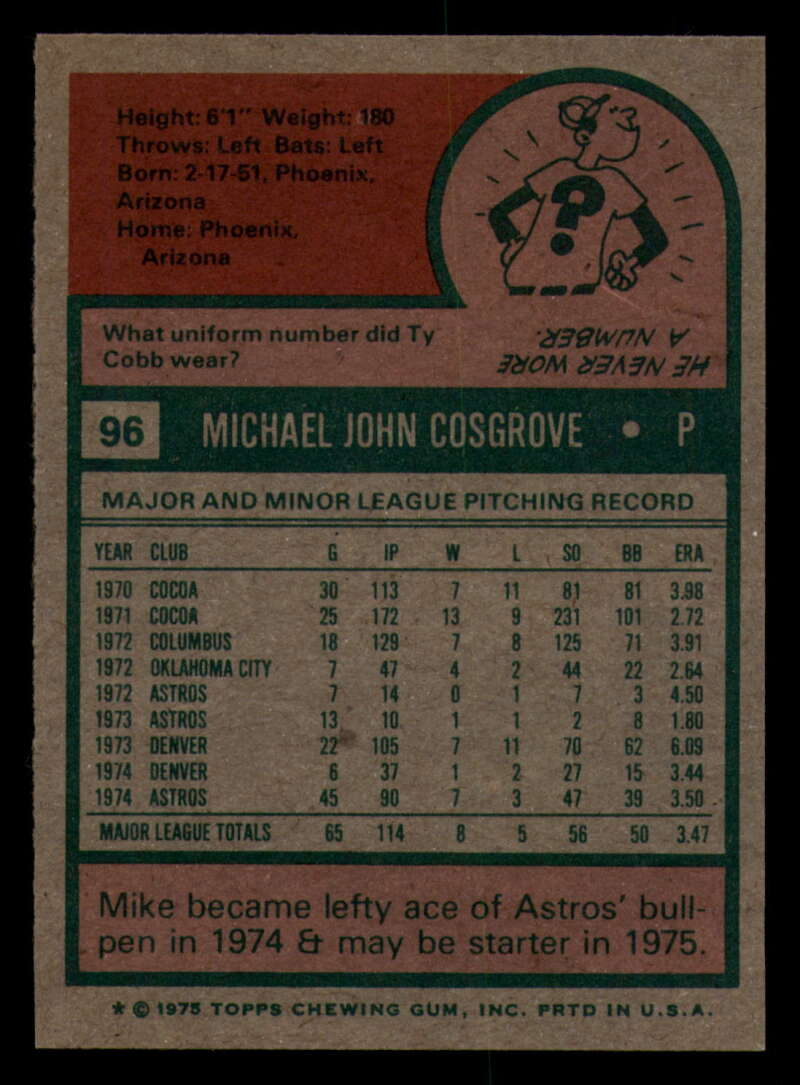 Height: 6'1" Weight: 180
Throws: Left Bats: Left
Born: 2-17-51, Phoenix,
Arizona
Home: Phoenix,
Arizona
?
What uniform number did Ty
Cobb wear?
HE NEVER WORE
A NUMBER.
96 MICHAEL JOHN COSGROVE • P
MAJOR AND MINOR LEAGUE PITCHING RECORD
YEAR CLUB G IP W L SO BB ERA
1970 COCOA 30 113 7 11 81 81 3.98
1971 COCOA 25 172 13 9 231 101 2.72
1972 COLUMBUS 18 129 7 8 125 71 3.91
1972 OKLAHOMA CITY 7 47 4 2 44 22 2.64
1972 ASTROS 7 14 0 1 7 3 4.50
1973 ASTROS 13 10 1 1 2 8 1.80
1973 DENVER 22 105 7 11 70 62 6.09
1974 DENVER 6 37 1 2 27 15 3.44
1974 ASTROS 45 90 7 3 47 39 3.50
MAJOR LEAGUE TOTALS 65 114 8 5 56 50 3.47
Mike became lefty ace of Astros' bull-
pen in 1974 & may be starter in 1975.
* © 1975 TOPPS CHEWING GUM, INC. PRTD IN U.S.A.